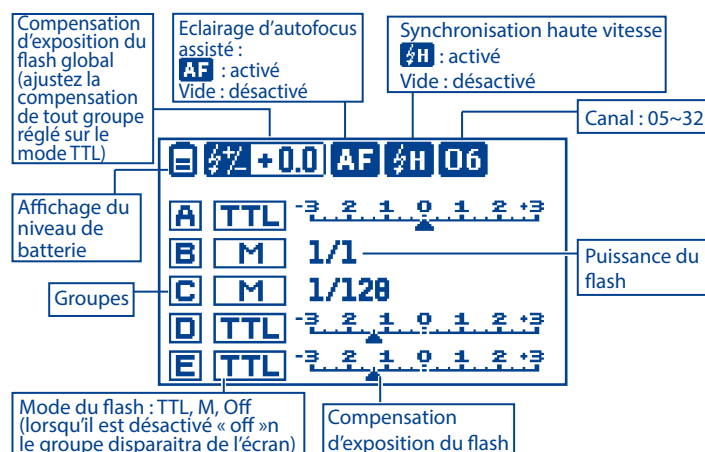 Compensation
d'exposition du
flash global
(ajustez la
compensation
de tout groupe
réglé sur le
mode TTL)
Eclairage d'autofocus
assisté :
AF : activé
Vide : désactivé
Synchronisation haute vitesse
H : activé
Vide : désactivé
Canal : 05~32
+0.0 AF H 06
Affichage du
niveau de
batterie
A TTL -3 2 1 0 1 2 +3
B M 1/1
C M 1/128
D TTL -3 2 1 0 1 2 +3
E TTL -3 2 1 0 1 2 +3
Groupes
Puissance du
flash
Mode du flash : TTL, M, Off
(lorsqu'il est désactivé « off »n
le groupe disparaitra de l'écran)
Compensation
d'exposition du flash